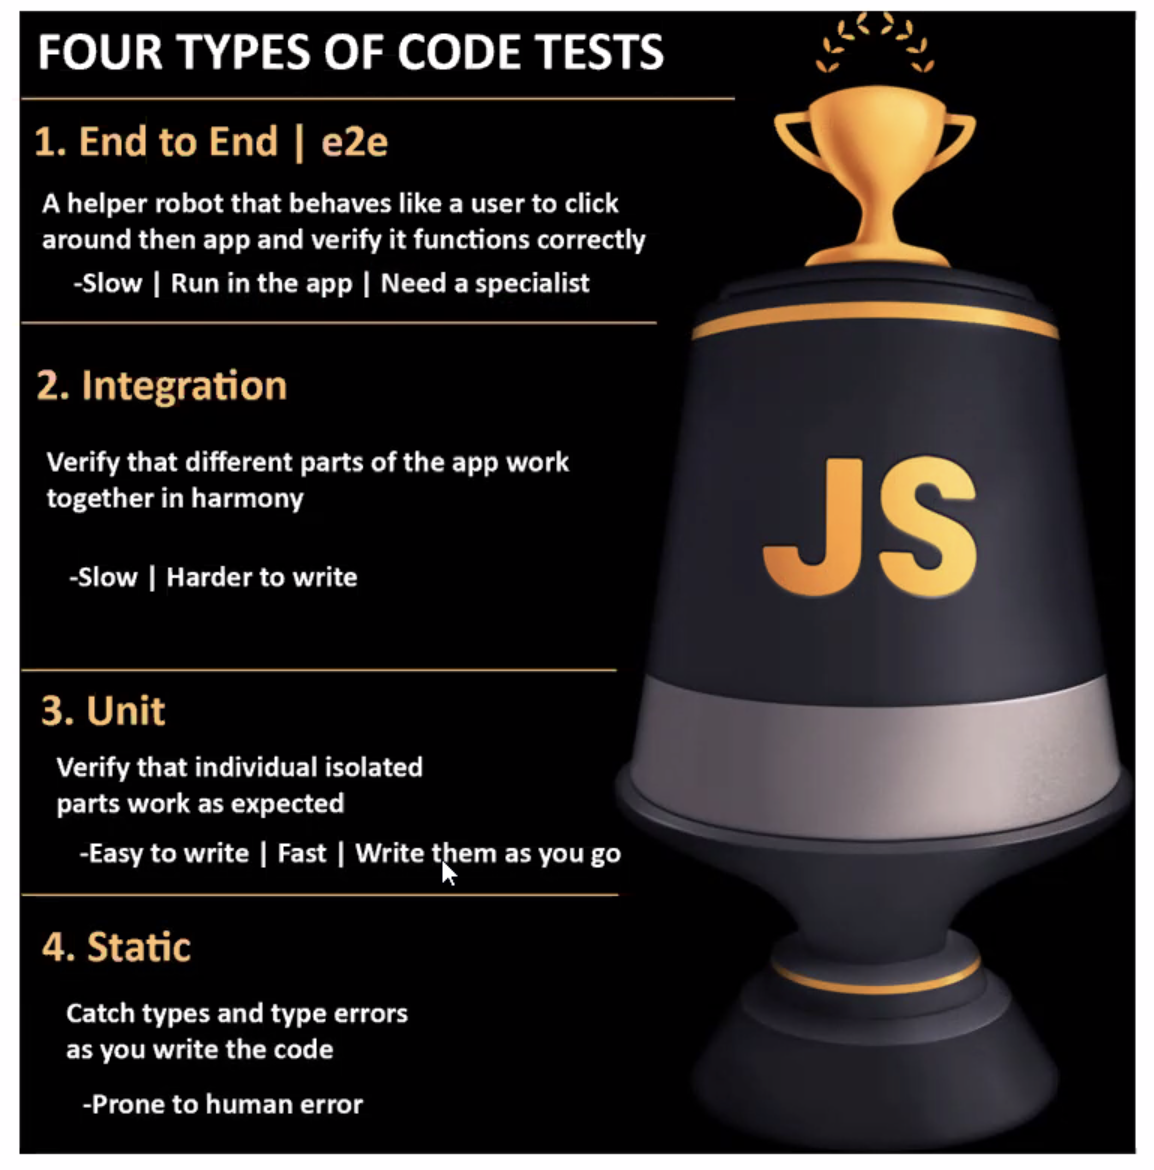 FOUR TYPES OF CODE TESTS
1. End to End | e2e
A helper robot that behaves like a user to click
around then app and verify it functions correctly
-Slow | Run in the app | Need a specialist
2. Integration
Verify that different parts of the app work
together in harmony
-Slow | Harder to write
3. Unit
Verify that individual isolated
parts work as expected
-Easy to write | Fast | Write them as you go
4. Static
Catch types and type errors
as you write the code
-Prone to human error
JS